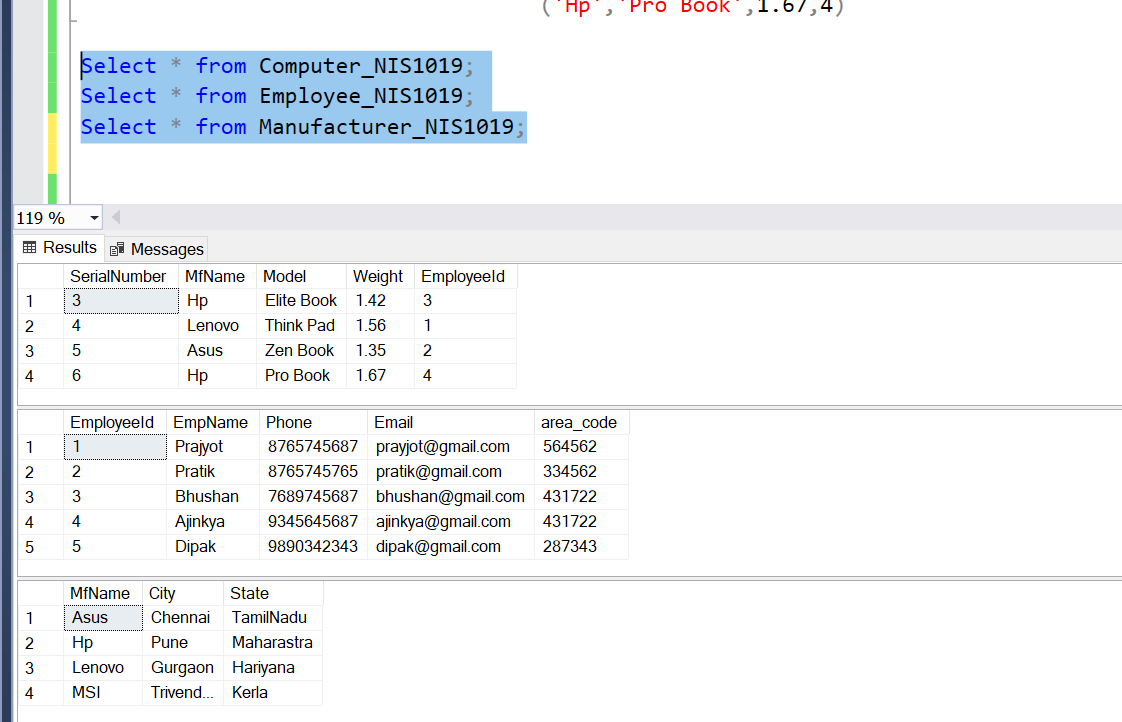 ('Hp','Pro Book',1.67,4)
Select * from Computer_NIS1019;
Select * from Employee_NIS1019;
Select * from Manufacturer_NIS1019;
119 %
Results Messages
SerialNumber MfName Model Weight EmployeeId
1 3 Hp Elite Book 1.42 3
2 4 Lenovo Think Pad 1.56 1
3 5 Asus Zen Book 1.35 2
4 6 Hp Pro Book 1.67 4
EmployeeId EmpName Phone Email area_code
1 1 Prajyot 8765745687 prayjot@gmail.com 564562
2 2 Pratik 8765745765 pratik@gmail.com 334562
3 3 Bhushan 7689745687 bhushan@gmail.com 431722
4 4 Ajinkya 9345645687 ajinkya@gmail.com 431722
5 5 Dipak 9890342343 dipak@gmail.com 287343
MfName City State
1 Asus Chennai TamilNadu
2 Hp Pune Maharastra
3 Lenovo Gurgaon Hariyana
4 MSI Trivend... Kerla